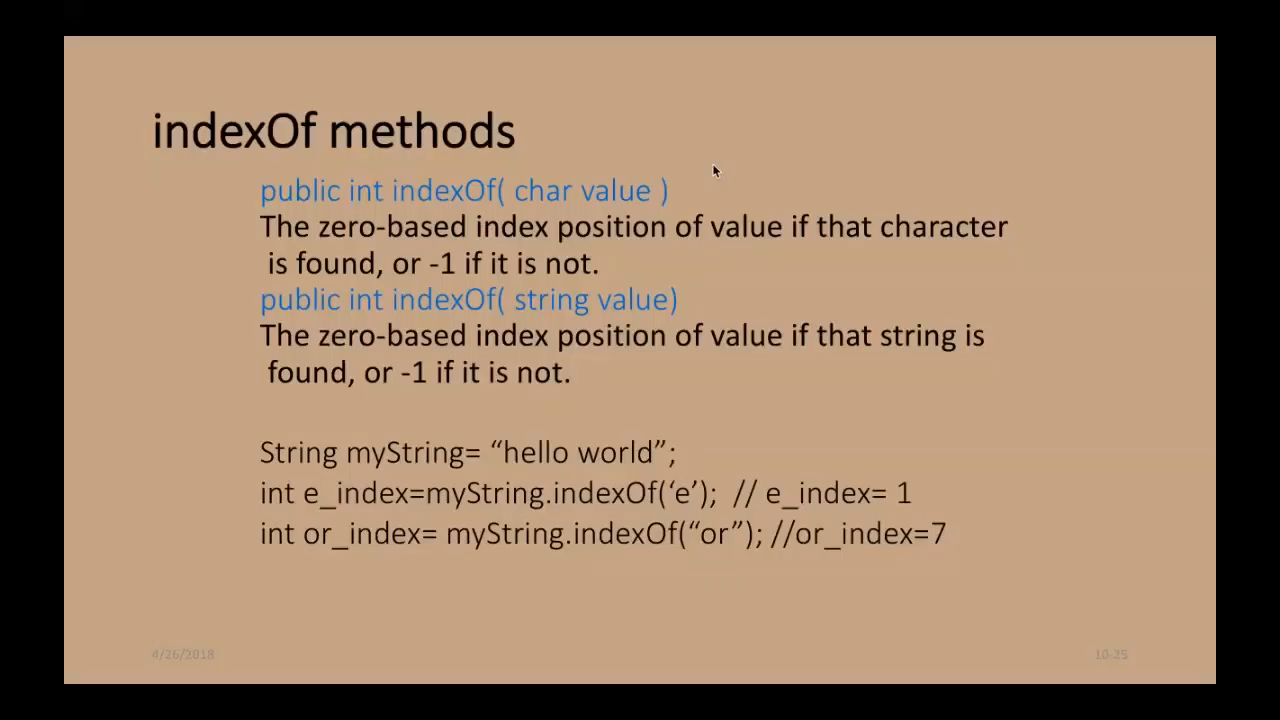 indexOf methods
public int indexOf( char value )
The zero-based index position of value if that character
is found, or -1 if it is not.
public int indexOf( string value)
The zero-based index position of value if that string is
found, or -1 if it is not.
String myString= “hello world”;
int e_index=myString.indexOf(‘e’);  // e_index= 1
int or_index= myString.indexOf(“or”); //or_index=7
4/26/2018
10-25